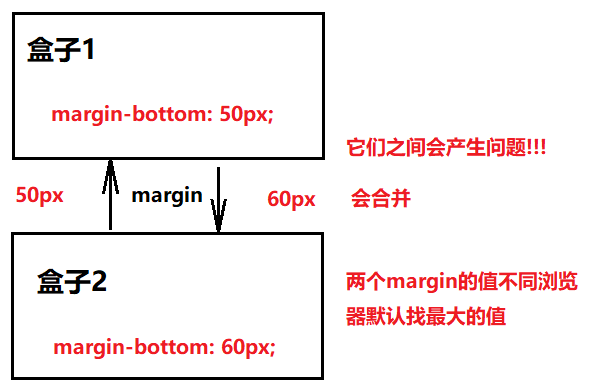 盒子1
margin-bottom: 50px;
它们之间会产生问题!!!
50px
margin
60px
会合并
盒子2
两个margin的值不同浏览
器默认找最大的值
margin-bottom: 60px;